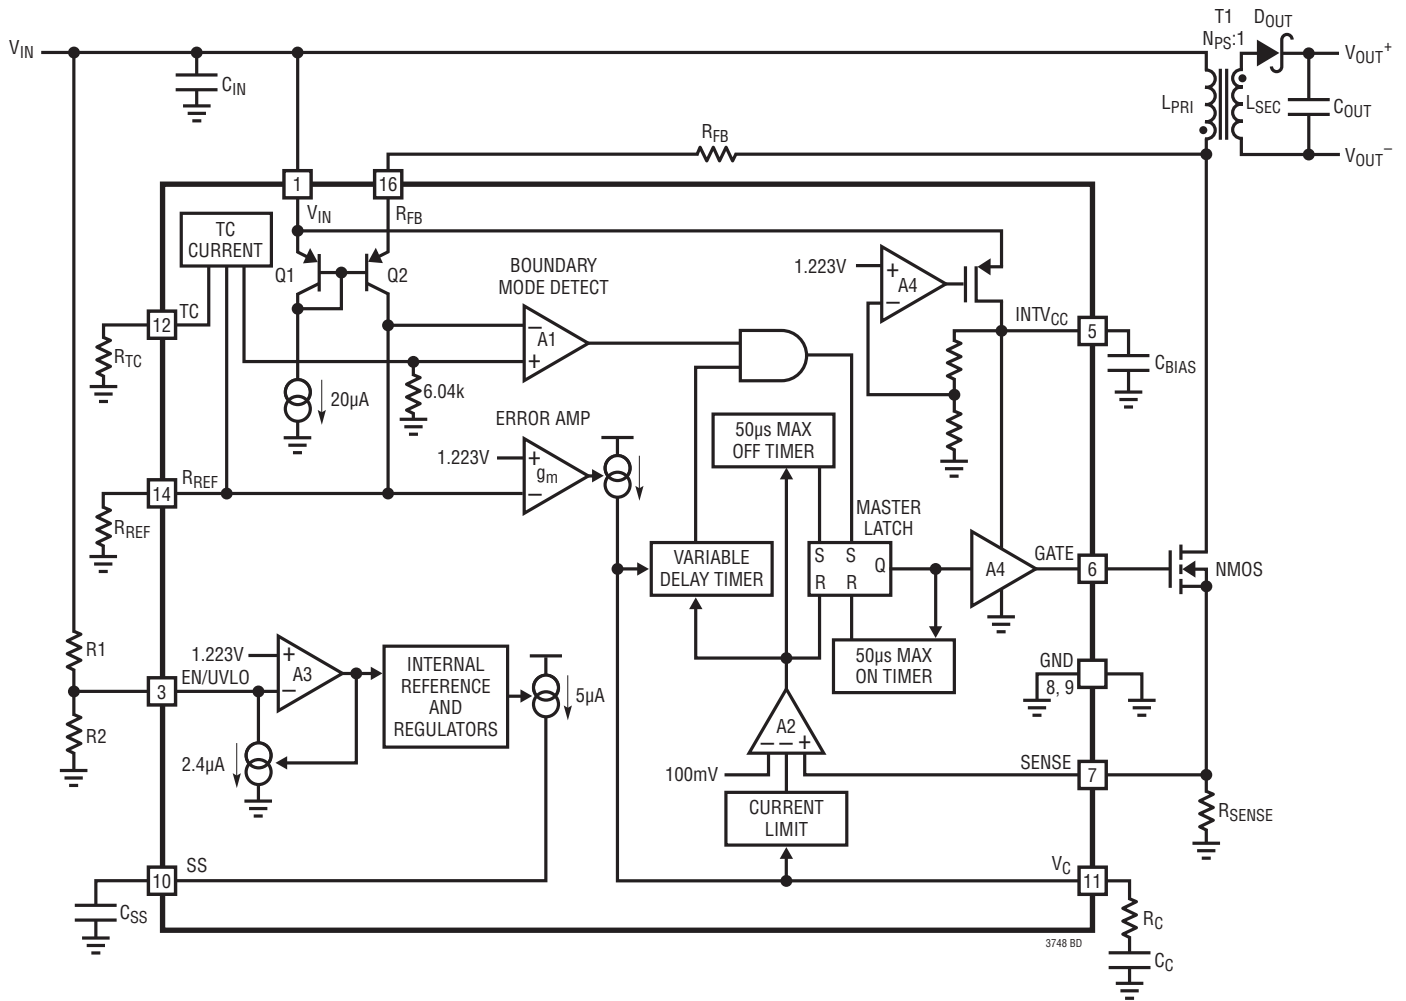 T1
DOUT
NPS:1
VIN
VOUT+
CIN
LPRI
LSEC
COUT
RFB
VOUT–
1
16
VIN
RFB
TC
CURRENT
Q1
Q2
BOUNDARY
MODE DETECT
1.223V
+
A4
–
TC
12
INTVCC
5
–
A1
+
RTC
CBIAS
20µA
6.04k
ERROR AMP
50µs MAX
OFF TIMER
1.223V
+
gm
–
RREF
14
RREF
MASTER
LATCH
VARIABLE
DELAY TIMER
S
S
Q
R
R
A4
GATE
6
NMOS
R1
1.223V
+
A3
–
EN/UVLO
3
INTERNAL
REFERENCE
AND
REGULATORS
5µA
50µs MAX
ON TIMER
GND
8, 9
R2
2.4µA
A2
– – +
100mV
SENSE
7
CURRENT
LIMIT
RSENSE
SS
10
VC
11
CSS
RC
3748 BD
CC